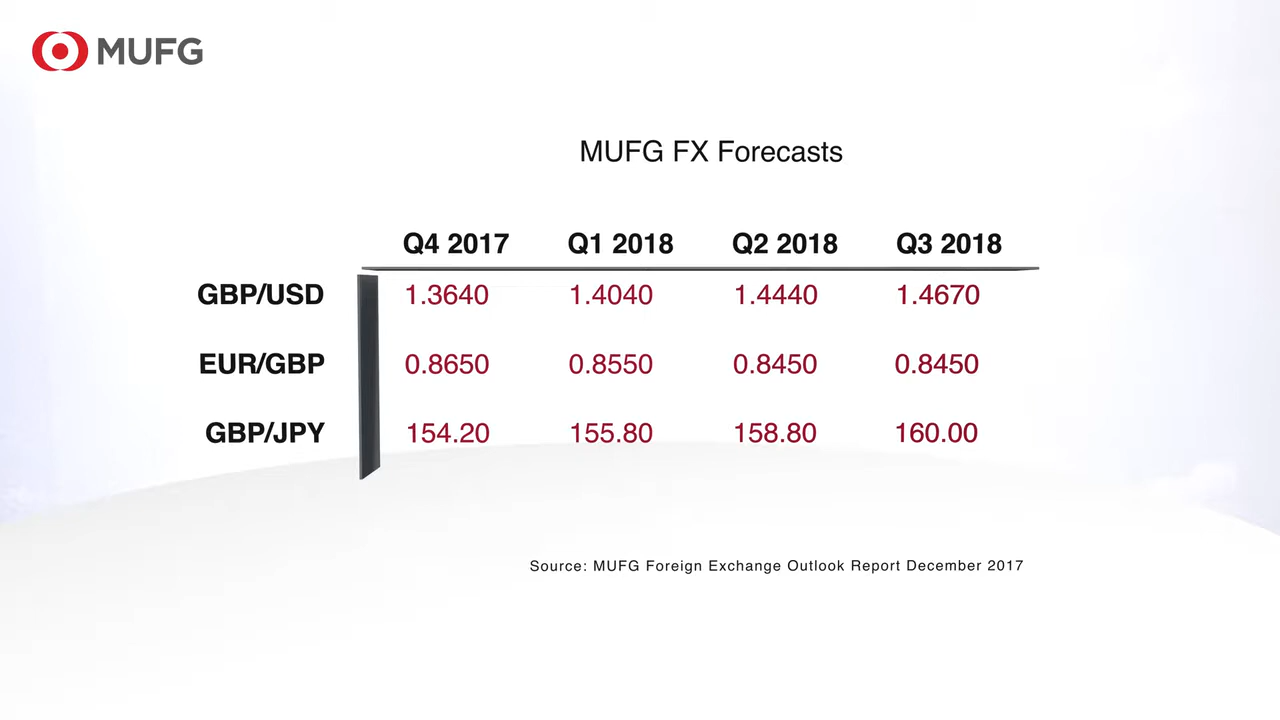 MUFG
MUFG FX Forecasts
Q4 2017 Q1 2018 Q2 2018 Q3 2018
GBP/USD 1.3640 1.4040 1.4440 1.4670
EUR/GBP 0.8650 0.8550 0.8450 0.8450
GBP/JPY 154.20 155.80 158.80 160.00
Source: MUFG Foreign Exchange Outlook Report December 2017